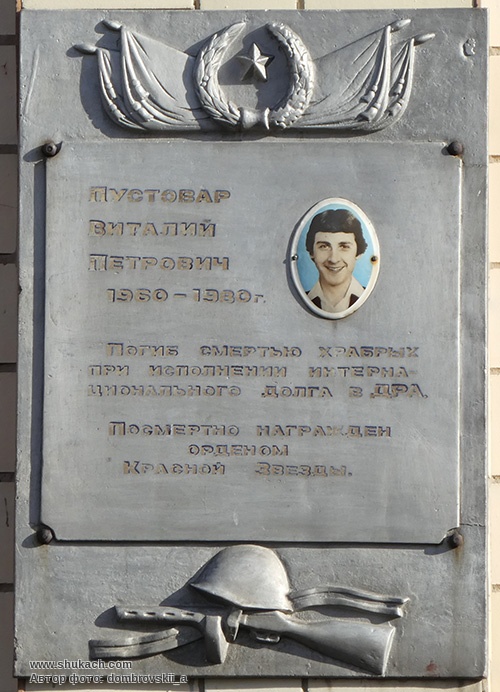 Пустовар
Виталий
Петрович
1960-1980г.
Погиб смертью храбрых
при исполнении интерна-
ционального долга в ДРА.
Посмертно награжден
орденом
Красной Звезды.
www.shukach.com
Автор фото: dombrovskii_a